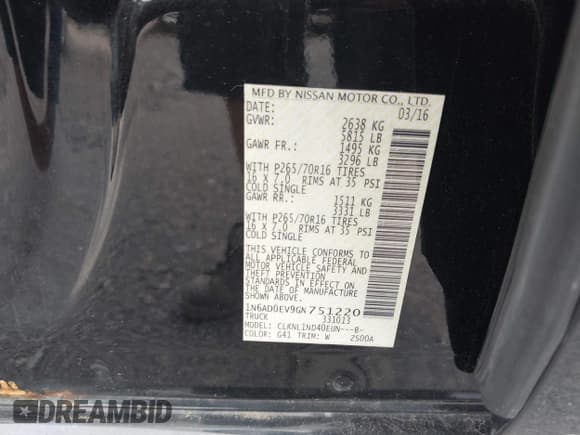 MFD BY NISSAN MOTOR CO., LTD.
DATE: 03/16
GVWR: 2638 KG
5815 LB
GAWR FR.: 1495 KG
3296 LB
WITH P265/70R16 TIRES
16 X 7.0 RIMS AT 35 PSI
COLD SINGLE
GAWR RR.: 1511 KG
3331 LB
WITH P265/70R16 TIRES
16 X 7.0 RIMS AT 35 PSI
COLD SINGLE
THIS VEHICLE CONFORMS TO
ALL APPLICABLE FEDERAL
MOTOR VEHICLE SAFETY AND
THEFT PREVENTION
STANDARDS IN EFFECT ON
THE DATE OF MANUFACTURE
SHOWN ABOVE.
1N6AD0EV9GN751220
TRUCK 331013
MODEL: CLKNLIND40EUN---B-
COLOR: G41 TRIM: W 2S00A
DREAMBID